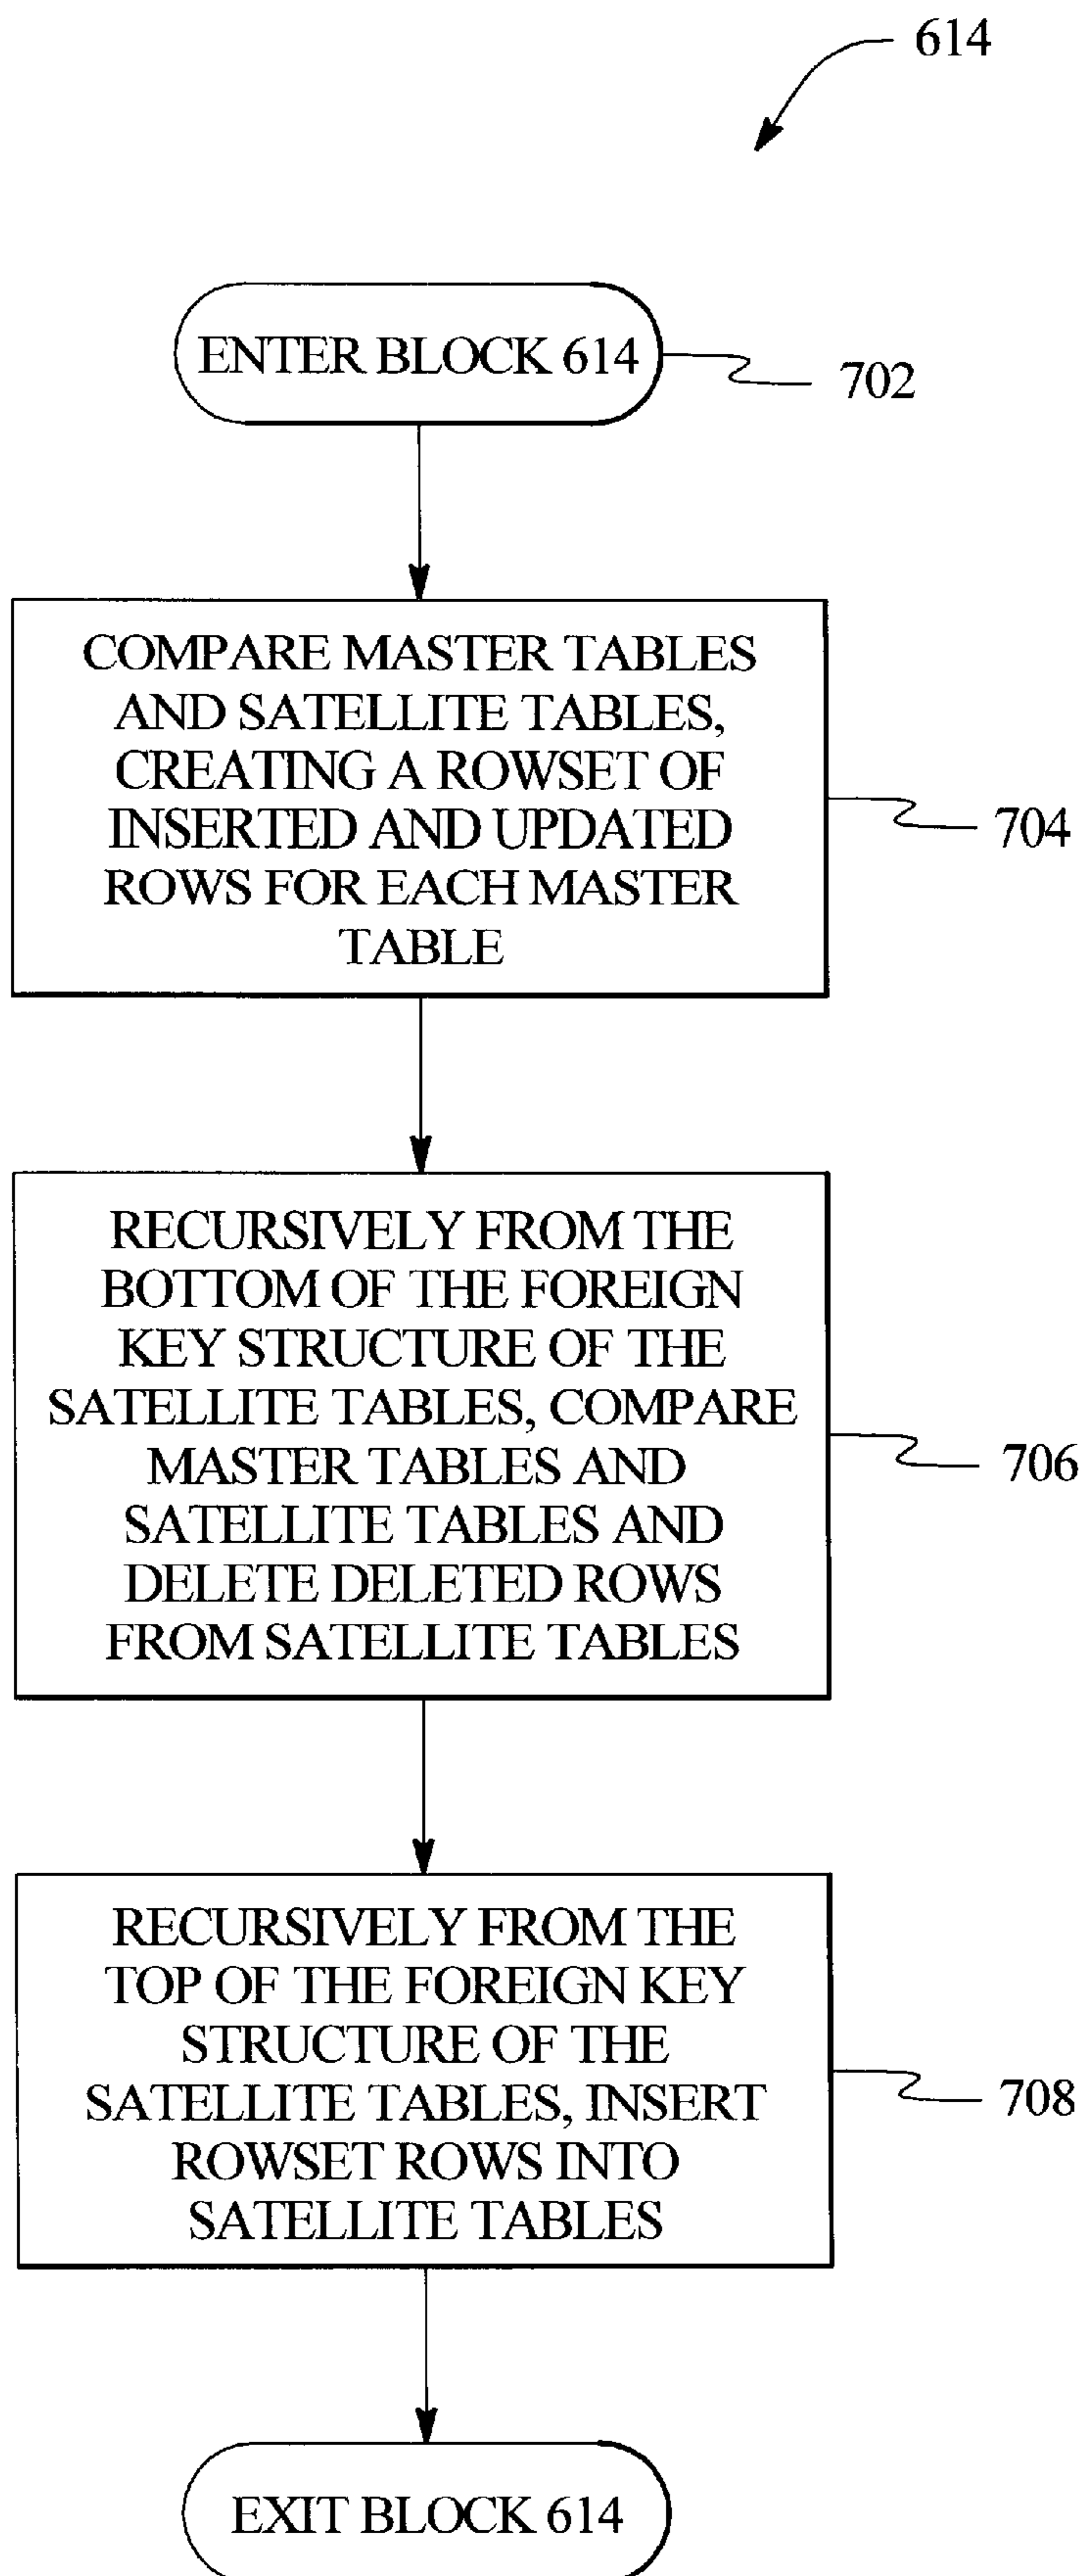 614
ENTER BLOCK 614
702
COMPARE MASTER TABLES
AND SATELLITE TABLES,
CREATING A ROWSET OF
INSERTED AND UPDATED
ROWS FOR EACH MASTER
TABLE
704
RECURSIVELY FROM THE
BOTTOM OF THE FOREIGN
KEY STRUCTURE OF THE
SATELLITE TABLES, COMPARE
MASTER TABLES AND
SATELLITE TABLES AND
DELETE DELETED ROWS
FROM SATELLITE TABLES
706
RECURSIVELY FROM THE
TOP OF THE FOREIGN KEY
STRUCTURE OF THE
SATELLITE TABLES, INSERT
ROWSET ROWS INTO
SATELLITE TABLES
708
EXIT BLOCK 614